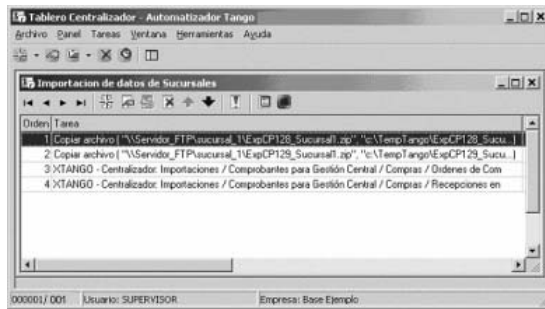 Tablero Centralizador - Automatizador Tango
Archivo Panel Tareas Ventana Herramientas Ayuda
Importacion de datos de Sucursales
Orden Tarea
1 Copiar archivo ( "\\Servidor_FTP\sucursal_1\ExpCP128_Sucursal1.zip", "c:\TempTango\ExpCP128_Sucu...)
2 Copiar archivo ( "\\Servidor_FTP\sucursal_1\ExpCP129_Sucursal1.zip", "c:\TempTango\ExpCP129_Sucu...)
3 XTANGO - Centralizador. Importaciones / Comprobantes para Gestión Central / Compras / Ordenes de Com
4 XTANGO - Centralizador. Importaciones / Comprobantes para Gestión Central / Compras / Recepciones en
000001/ 001 Usuario: SUPERVISOR Empresa: Base Ejemplo